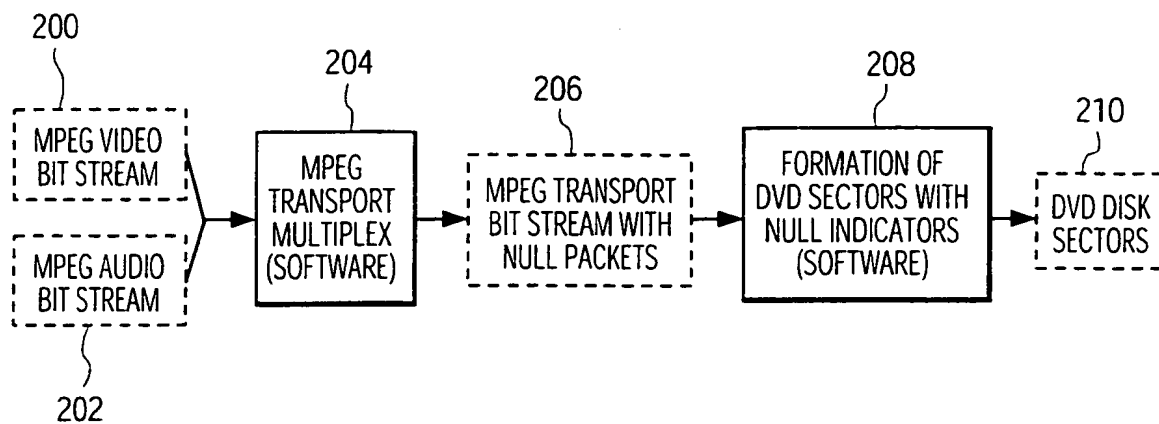 200
MPEG VIDEO
BIT STREAM
MPEG AUDIO
BIT STREAM
202
204
MPEG
TRANSPORT
MULTIPLEX
(SOFTWARE)
206
MPEG TRANSPORT
BIT STREAM WITH
NULL PACKETS
208
FORMATION OF
DVD SECTORS WITH
NULL INDICATORS
(SOFTWARE)
210
DVD DISK
SECTORS